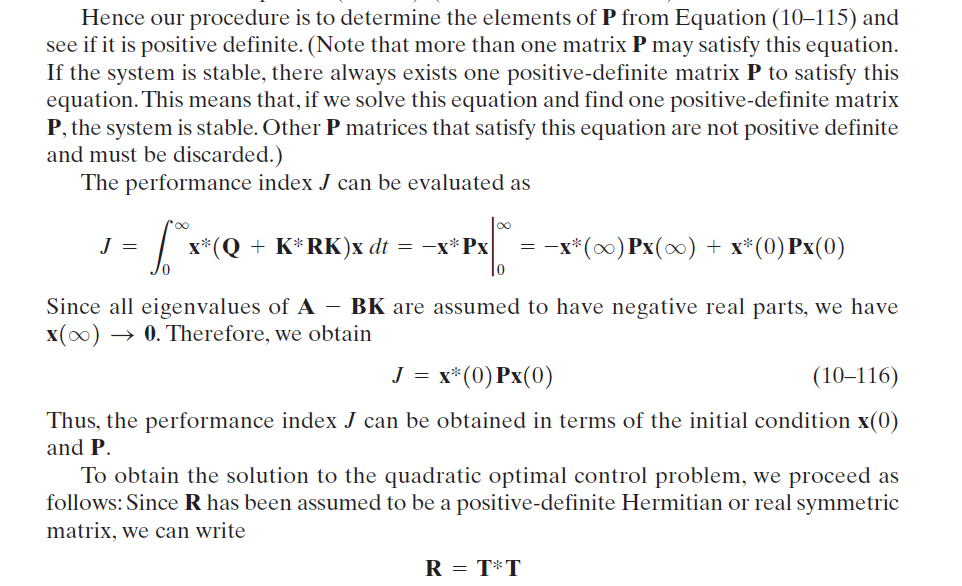 Hence our procedure is to determine the elements of P from Equation (10–115) and
see if it is positive definite. (Note that more than one matrix P may satisfy this equation.
If the system is stable, there always exists one positive-definite matrix P to satisfy this
equation. This means that, if we solve this equation and find one positive-definite matrix
P, the system is stable. Other P matrices that satisfy this equation are not positive definite
and must be discarded.)
The performance index J can be evaluated as
J = ∫₀^∞ x*(Q + K*RK)x dt = −x*Px|₀^∞ = −x*(∞)Px(∞) + x*(0)Px(0)
Since all eigenvalues of A − BK are assumed to have negative real parts, we have
x(∞) → 0. Therefore, we obtain
J = x*(0)Px(0) (10–116)
Thus, the performance index J can be obtained in terms of the initial condition x(0)
and P.
To obtain the solution to the quadratic optimal control problem, we proceed as
follows: Since R has been assumed to be a positive-definite Hermitian or real symmetric
matrix, we can write
R = T*T